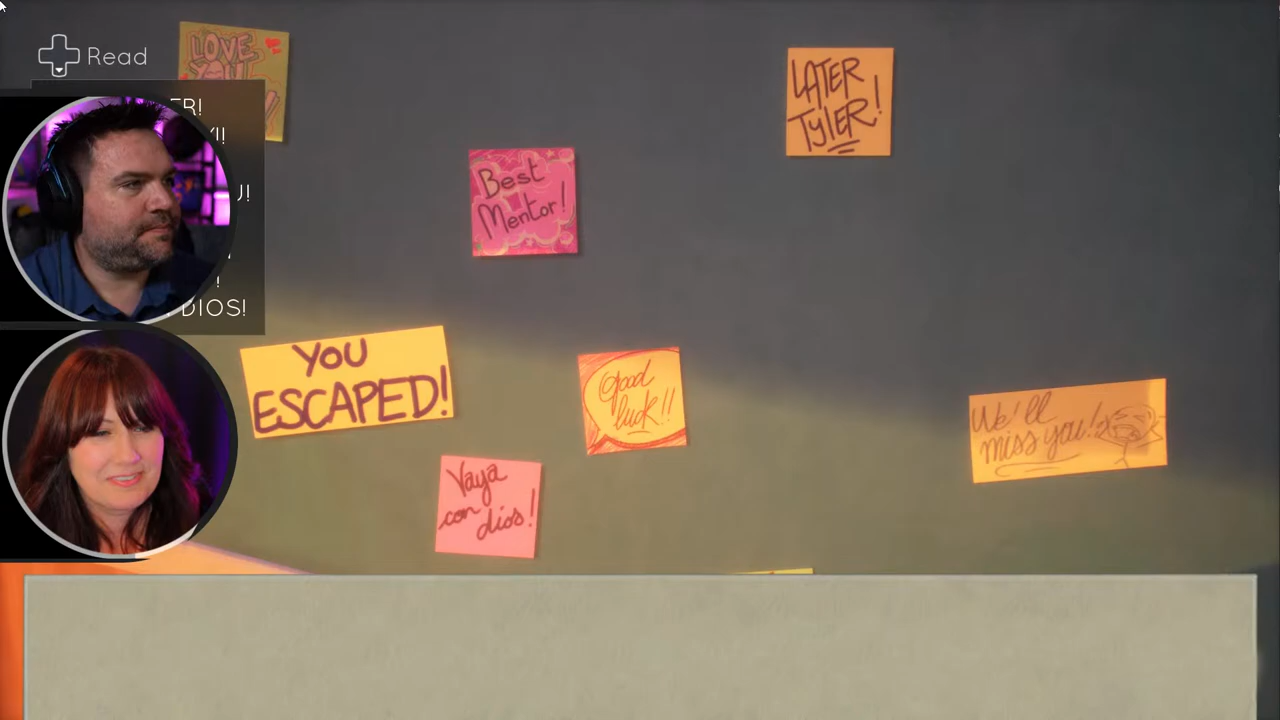 Read
LOVE
YOU
LATER
TYLER!
Best
Mentor!
YOU
ESCAPED!
Good
luck!!
We'll
miss you!
Vaya
con dios!
DIOS!